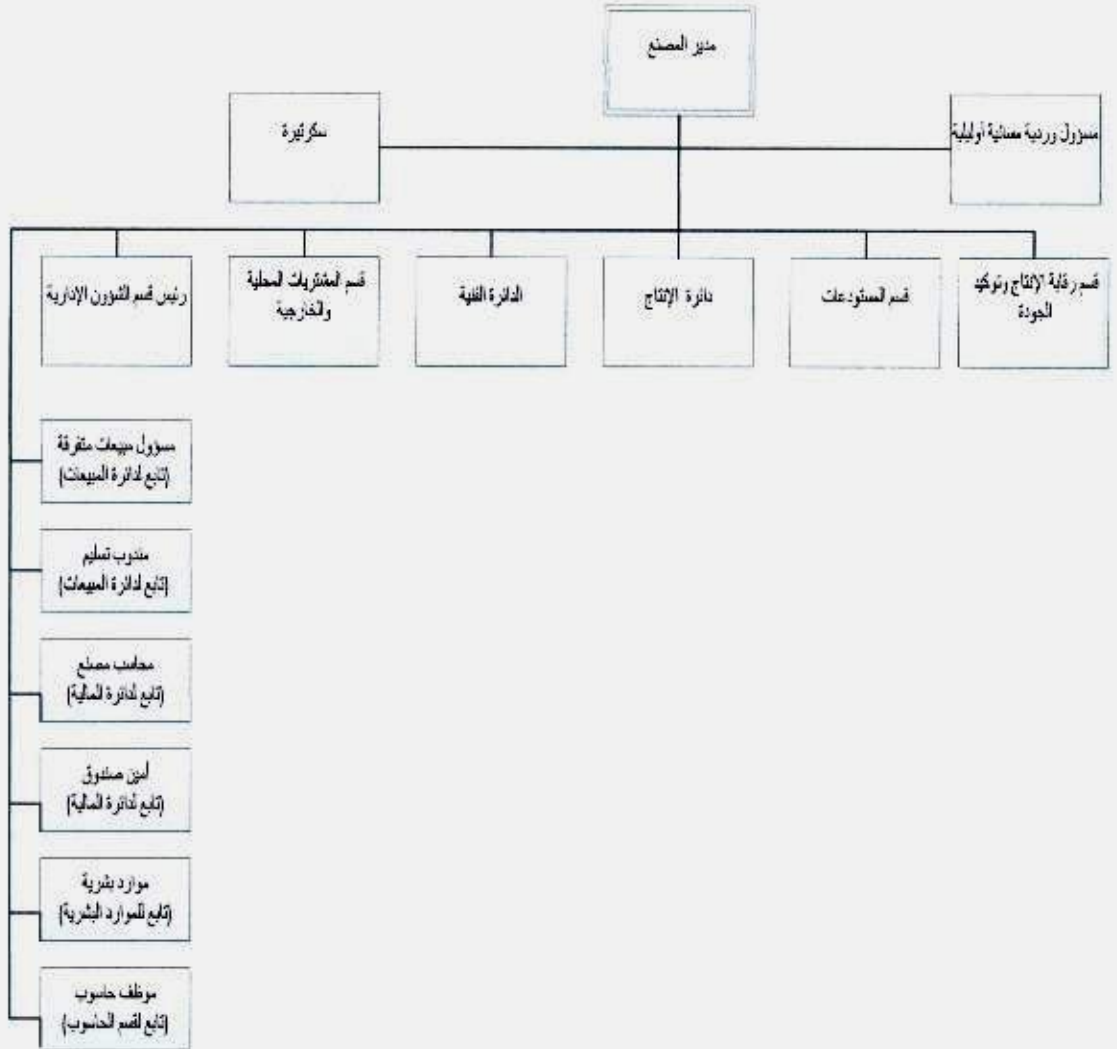 مدير المصنع
مسؤول وردية مسائية أوليلية
سكرتيرة
قسم رقابة الإنتاج وتوكيد
الجودة
قسم المستودعات
دائرة الإنتاج
الدائرة الفنية
قسم المشتريات المحلية
والخارجية
رئيس قسم الشؤون الإدارية
مسؤول مبيعات متفرقة
(تابع لدائرة المبيعات)
مندوب تسليم
(تابع لدائرة المبيعات)
محاسب مصنع
(تابع لدائرة المالية)
أمين صندوق
(تابع لدائرة المالية)
موارد بشرية
(تابع للموارد البشرية)
موظف حاسوب
(تابع لقسم الحاسوب)